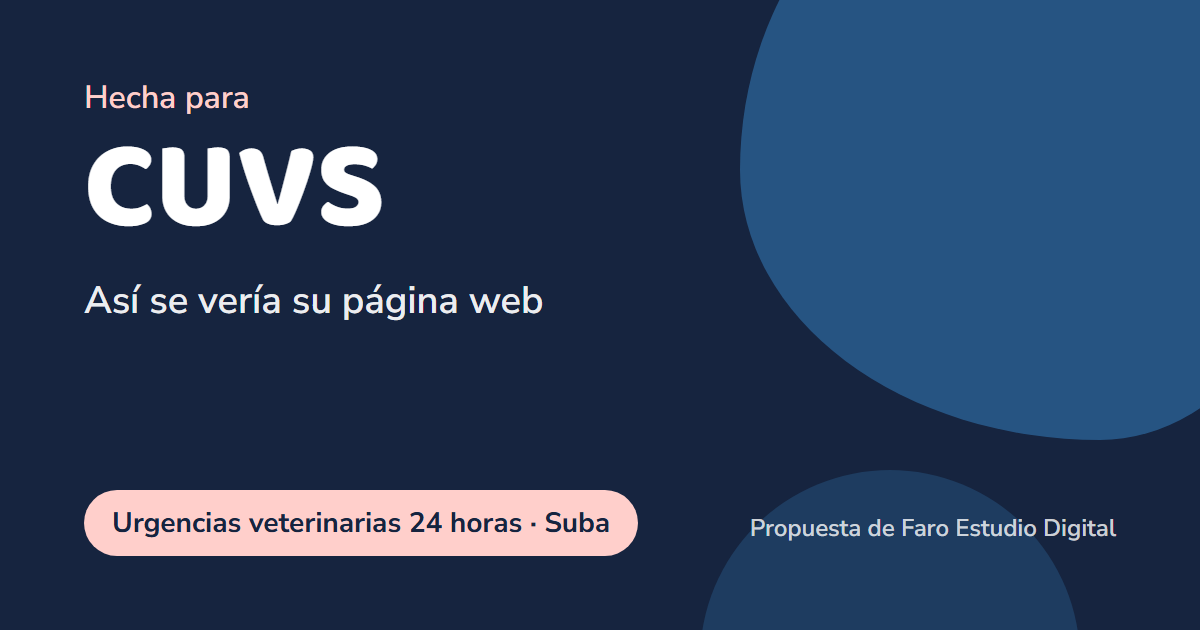 Hecha para
CUVS
Así se vería su página web
Urgencias veterinarias 24 horas · Suba
Propuesta de Faro Estudio Digital